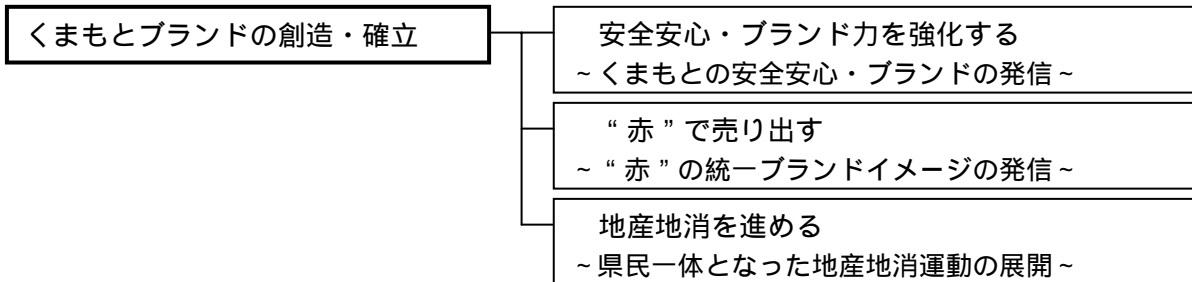 くまもとブランドの創造・確立
安全安心・ブランド力を強化する
~くまもとの安全安心・ブランドの発信~
“赤”で売り出す
~“赤”の統一ブランドイメージの発信~
地産地消を進める
~県民一体となった地産地消運動の展開~